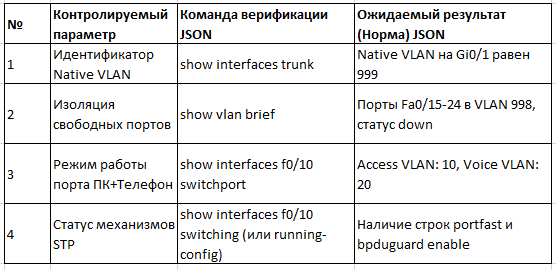 №
Контролируемый
параметр
Команда верификации
JSON
Ожидаемый результат
(Норма) JSON
1
Идентификатор
Native VLAN
show interfaces trunk
Native VLAN на Gi0/1 равен
999
2
Изоляция
свободных портов
show vlan brief
Порты Fa0/15-24 в VLAN 998,
статус down
3
Режим работы
порта ПК+Телефон
show interfaces f0/10
switchport
Access VLAN: 10, Voice VLAN:
20
4
Статус механизмов
STP
show interfaces f0/10
switching (или running-
config)
Наличие строк portfast и
bpduguard enable